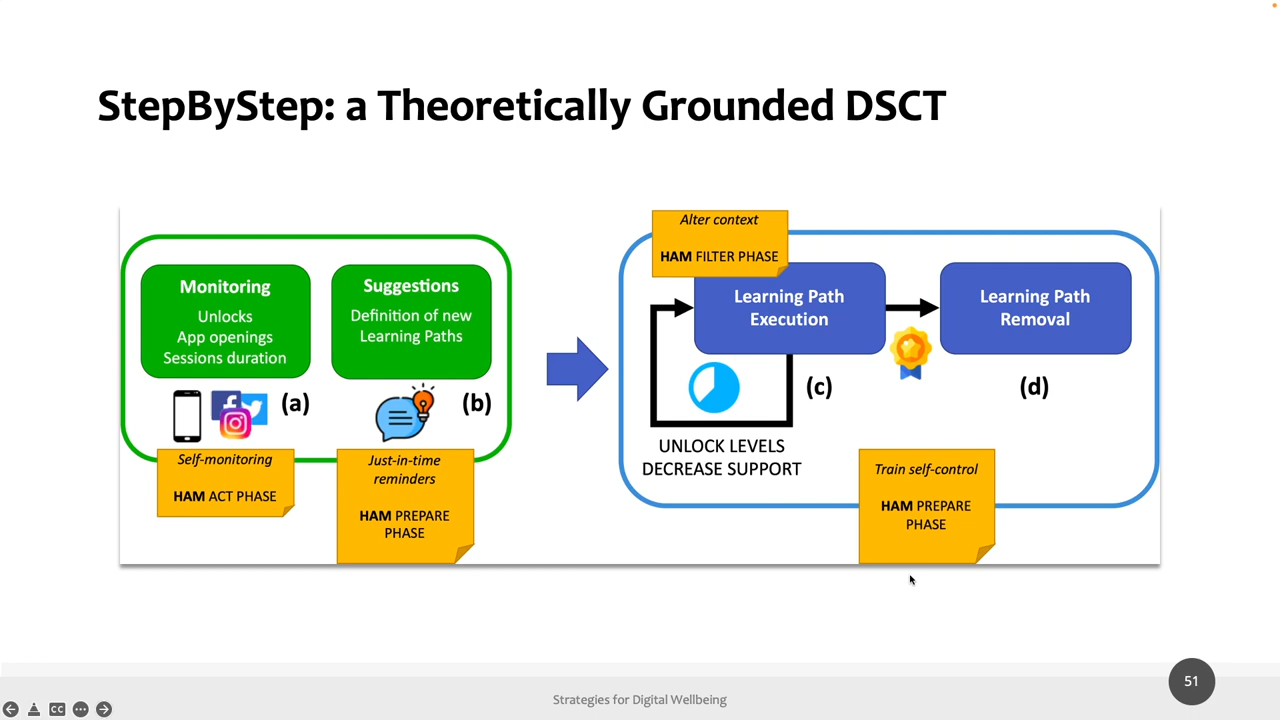 StepByStep: a Theoretically Grounded DSCT
Monitoring
Unlocks
App openings
Sessions duration
(a)
Suggestions
Definition of new
Learning Paths
(b)
Self-monitoring
HAM ACT PHASE
Just-in-time
reminders
HAM PREPARE
PHASE
Alter context
HAM FILTER PHASE
Learning Path
Execution
(c)
UNLOCK LEVELS
DECREASE SUPPORT
Learning Path
Removal
(d)
Train self-control
HAM PREPARE
PHASE
Strategies for Digital Wellbeing
51
CC